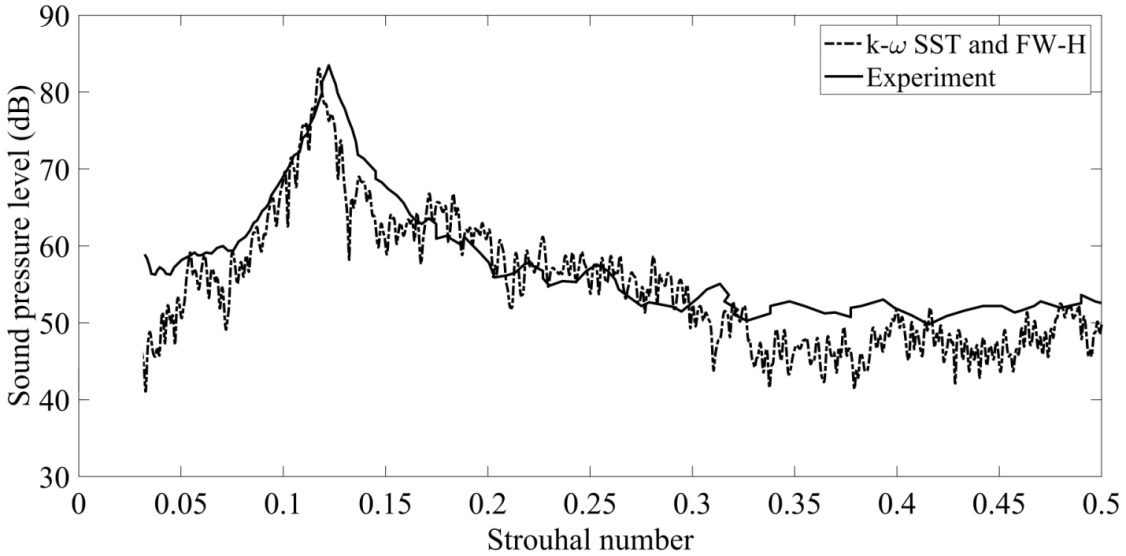 90
80
70
60
50
40
30
Sound pressure level (dB)
k-ω SST and FW-H
Experiment
0 0.05 0.1 0.15 0.2 0.25 0.3 0.35 0.4 0.45 0.5
Strouhal number